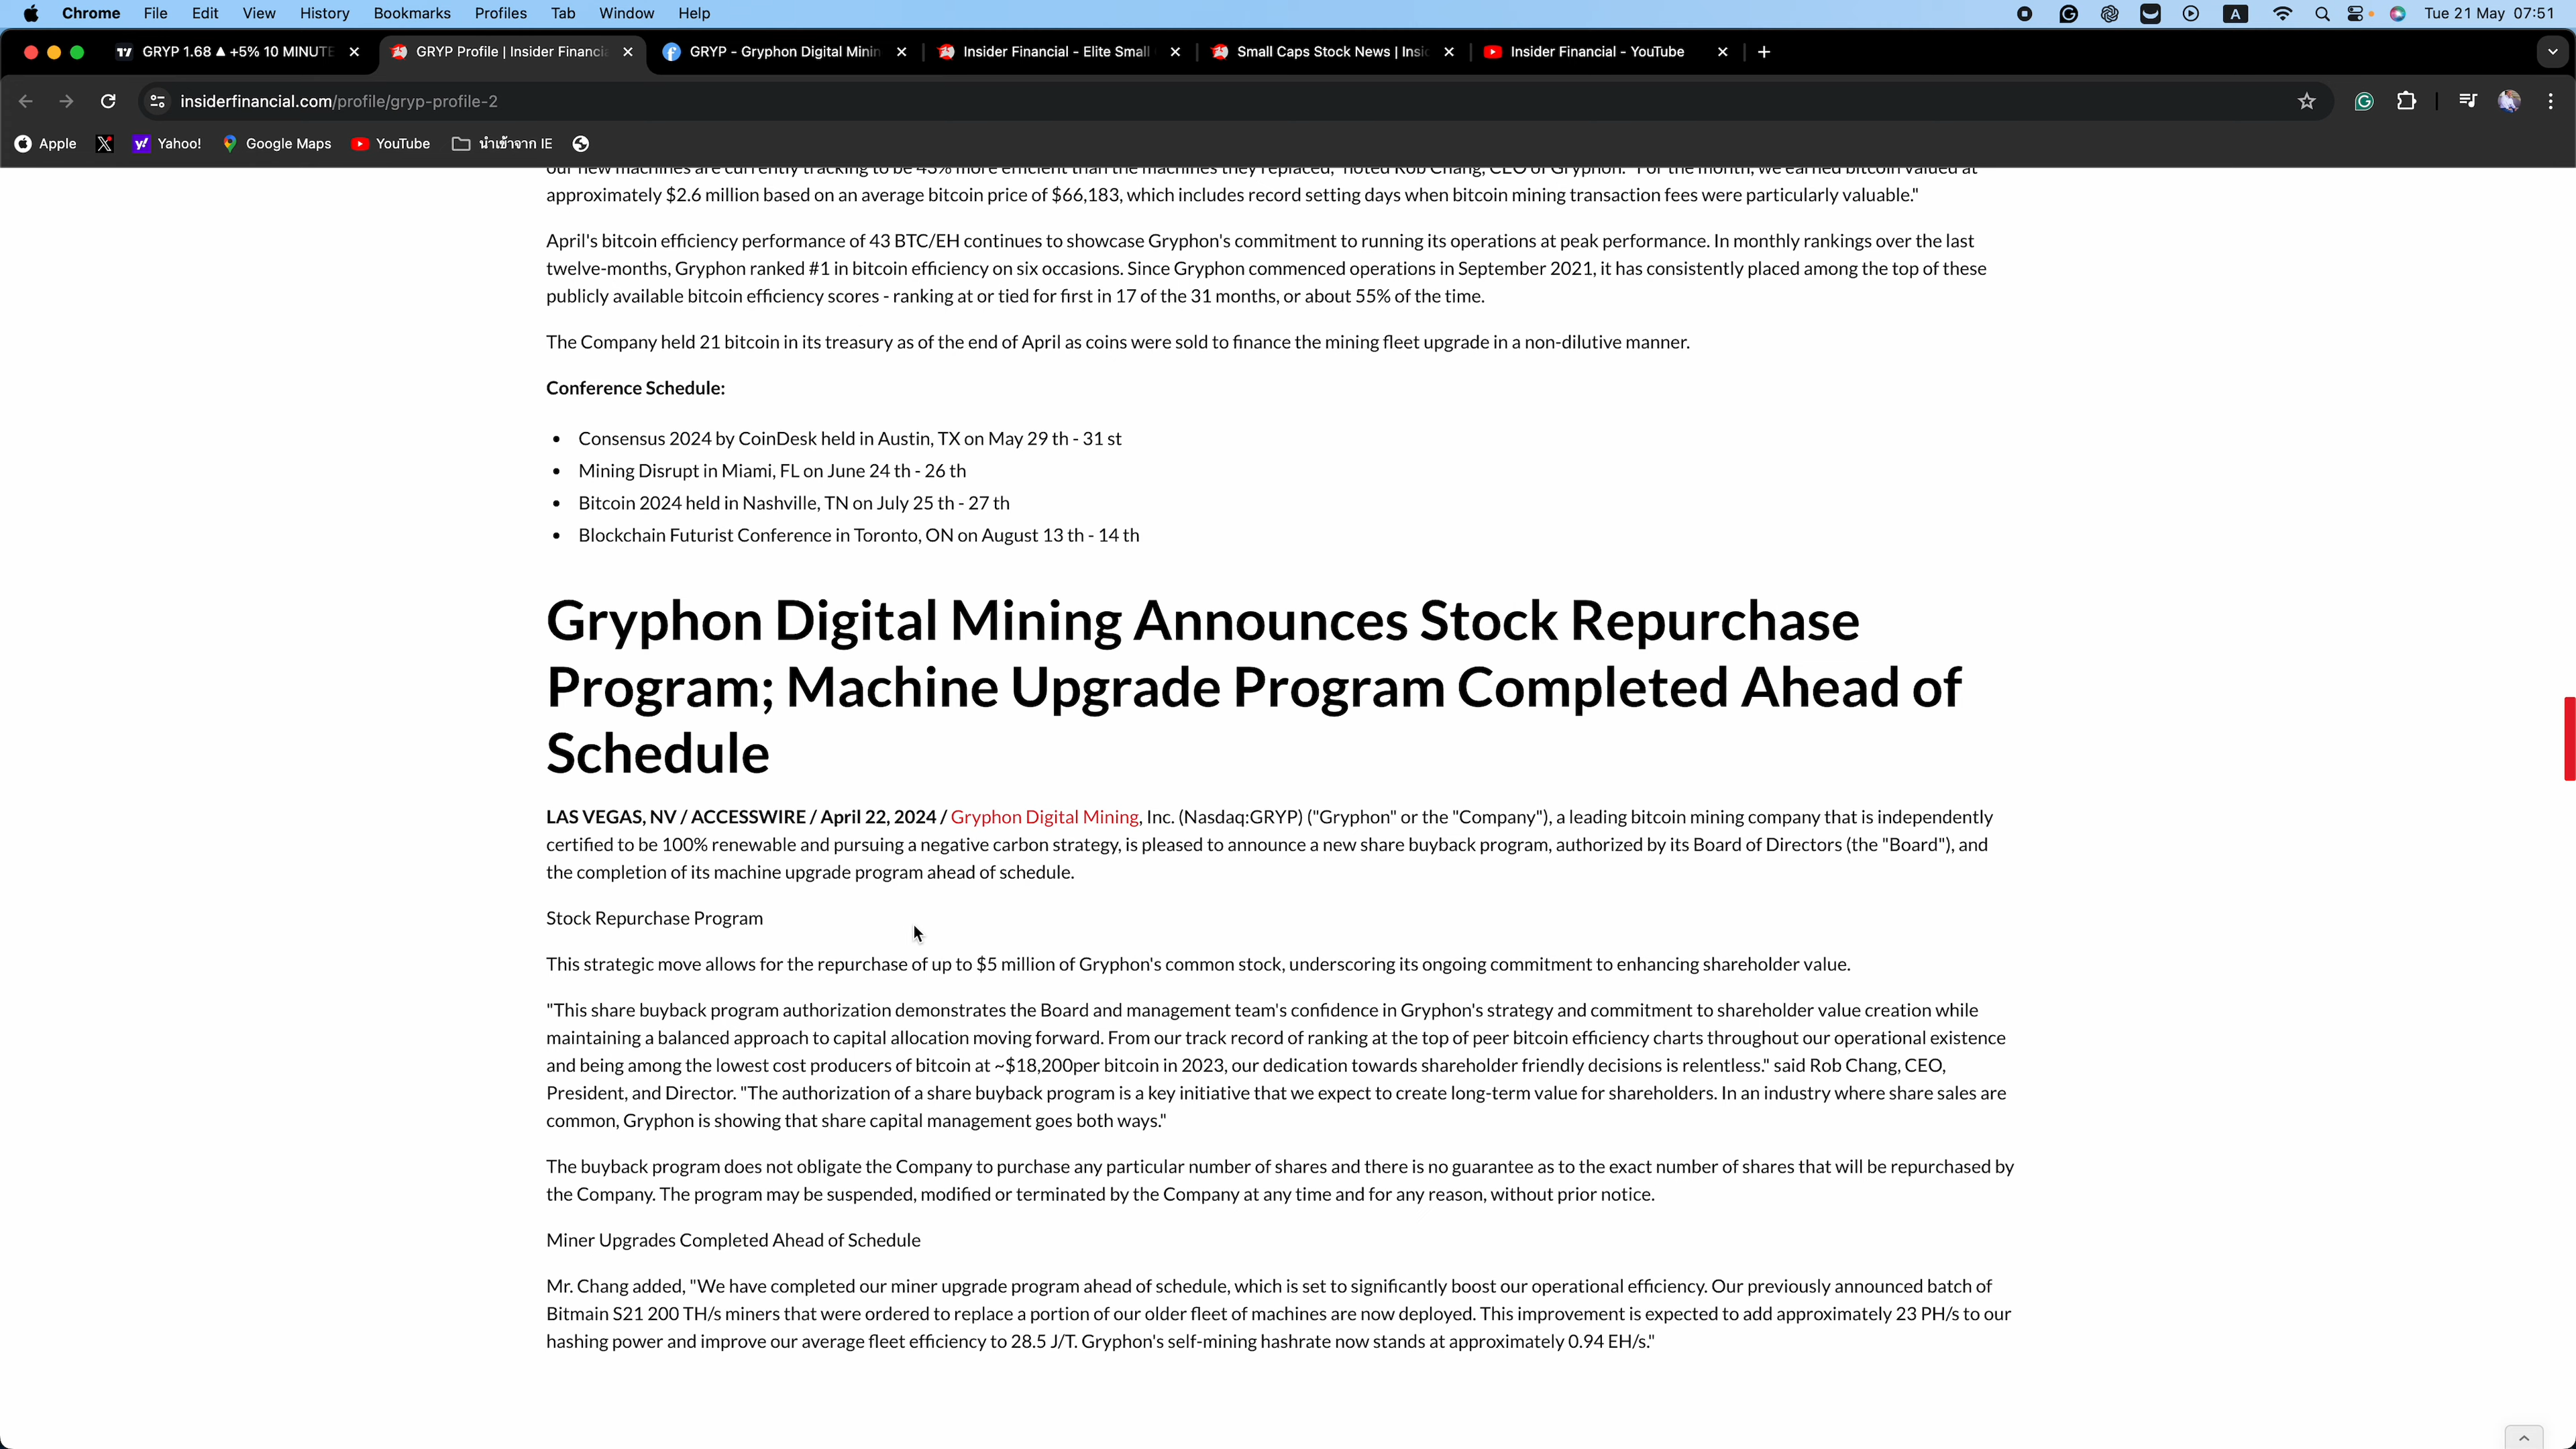 Chrome File Edit View History Bookmarks Profiles Tab Window Help A Tue 21 May 07:51
GRYP 1.68 ▲ +5% 10 MINUTE GRYP Profile | Insider Financi GRYP - Gryphon Digital Minin Insider Financial - Elite Small Small Caps Stock News | Insi Insider Financial - YouTube
insiderfinancial.com/profile/gryp-profile-2
Apple Yahoo! Google Maps YouTube นำเข้าจาก IE
our new machines are currently tracking to be 43% more efficient than the machines they replaced," noted Rob Chang, CEO of Gryphon. "For the month, we earned bitcoin valued at
approximately $2.6 million based on an average bitcoin price of $66,183, which includes record setting days when bitcoin mining transaction fees were particularly valuable."
April's bitcoin efficiency performance of 43 BTC/EH continues to showcase Gryphon's commitment to running its operations at peak performance. In monthly rankings over the last
twelve-months, Gryphon ranked #1 in bitcoin efficiency on six occasions. Since Gryphon commenced operations in September 2021, it has consistently placed among the top of these
publicly available bitcoin efficiency scores - ranking at or tied for first in 17 of the 31 months, or about 55% of the time.
The Company held 21 bitcoin in its treasury as of the end of April as coins were sold to finance the mining fleet upgrade in a non-dilutive manner.
Conference Schedule:
• Consensus 2024 by CoinDesk held in Austin, TX on May 29 th - 31 st
• Mining Disrupt in Miami, FL on June 24 th - 26 th
• Bitcoin 2024 held in Nashville, TN on July 25 th - 27 th
• Blockchain Futurist Conference in Toronto, ON on August 13 th - 14 th
Gryphon Digital Mining Announces Stock Repurchase
Program; Machine Upgrade Program Completed Ahead of
Schedule
LAS VEGAS, NV / ACCESSWIRE / April 22, 2024 / Gryphon Digital Mining, Inc. (Nasdaq:GRYP) ("Gryphon" or the "Company"), a leading bitcoin mining company that is independently
certified to be 100% renewable and pursuing a negative carbon strategy, is pleased to announce a new share buyback program, authorized by its Board of Directors (the "Board"), and
the completion of its machine upgrade program ahead of schedule.
Stock Repurchase Program
This strategic move allows for the repurchase of up to $5 million of Gryphon's common stock, underscoring its ongoing commitment to enhancing shareholder value.
"This share buyback program authorization demonstrates the Board and management team's confidence in Gryphon's strategy and commitment to shareholder value creation while
maintaining a balanced approach to capital allocation moving forward. From our track record of ranking at the top of peer bitcoin efficiency charts throughout our operational existence
and being among the lowest cost producers of bitcoin at ~$18,200per bitcoin in 2023, our dedication towards shareholder friendly decisions is relentless." said Rob Chang, CEO,
President, and Director. "The authorization of a share buyback program is a key initiative that we expect to create long-term value for shareholders. In an industry where share sales are
common, Gryphon is showing that share capital management goes both ways."
The buyback program does not obligate the Company to purchase any particular number of shares and there is no guarantee as to the exact number of shares that will be repurchased by
the Company. The program may be suspended, modified or terminated by the Company at any time and for any reason, without prior notice.
Miner Upgrades Completed Ahead of Schedule
Mr. Chang added, "We have completed our miner upgrade program ahead of schedule, which is set to significantly boost our operational efficiency. Our previously announced batch of
Bitmain S21 200 TH/s miners that were ordered to replace a portion of our older fleet of machines are now deployed. This improvement is expected to add approximately 23 PH/s to our
hashing power and improve our average fleet efficiency to 28.5 J/T. Gryphon's self-mining hashrate now stands at approximately 0.94 EH/s."